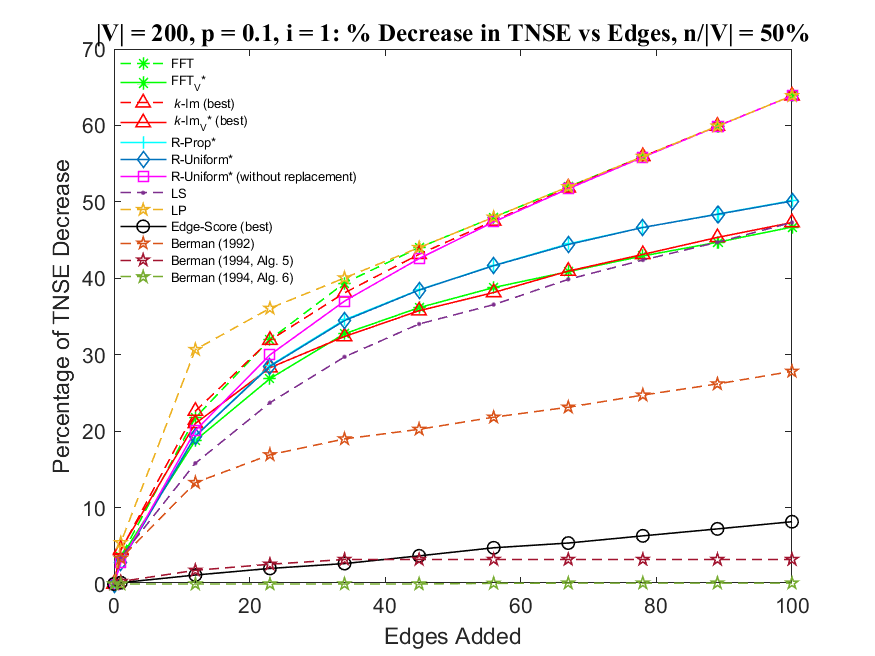 |V| = 200, p = 0.1, i = 1: % Decrease in TNSE vs Edges, n/|V| = 50%
70
60
50
40
30
20
10
0
Percentage of TNSE Decrease
FFT
FFT_V*
k-Im (best)
k-Im_V* (best)
R-Prop*
R-Uniform*
R-Uniform* (without replacement)
LS
LP
Edge-Score (best)
Berman (1992)
Berman (1994, Alg. 5)
Berman (1994, Alg. 6)
0 20 40 60 80 100
Edges Added